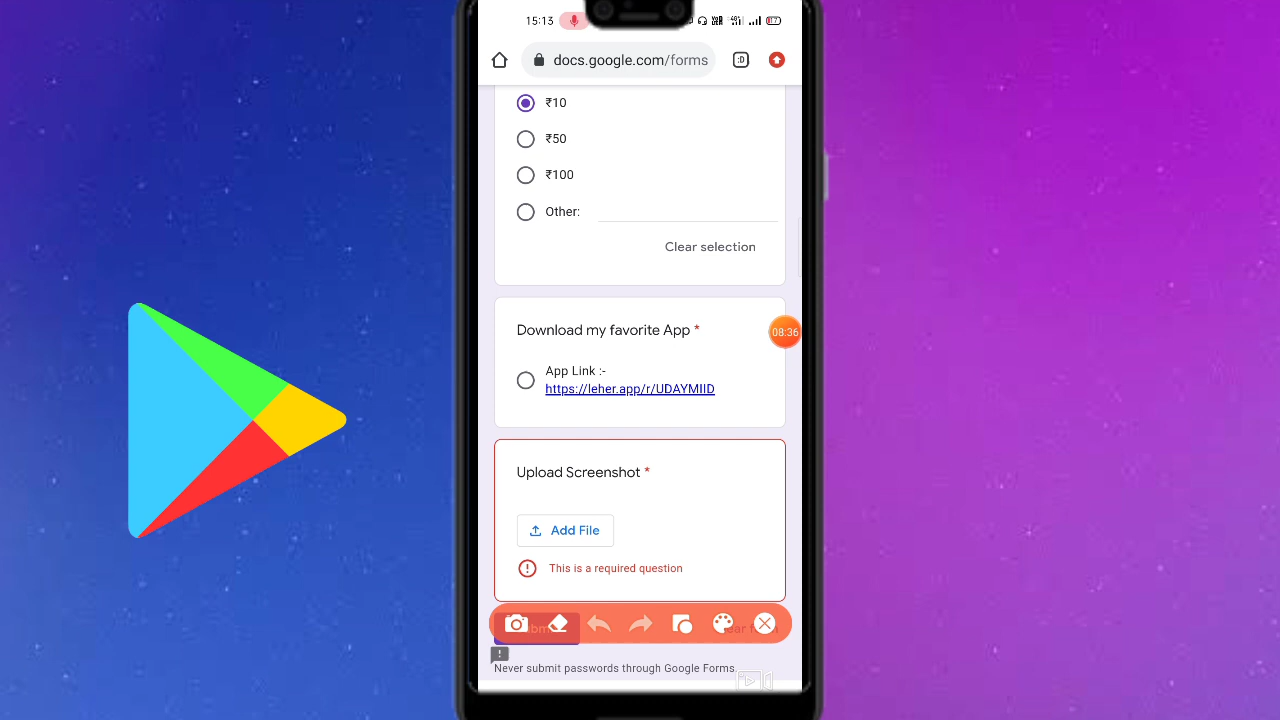 15:13
docs.google.com/forms
:D
₹10
₹50
₹100
Other:
Clear selection
Download my favorite App *
08:36
App Link :-
https://leher.app/r/UDAYMIID
Upload Screenshot *
Add File
This is a required question
Never submit passwords through Google Forms.